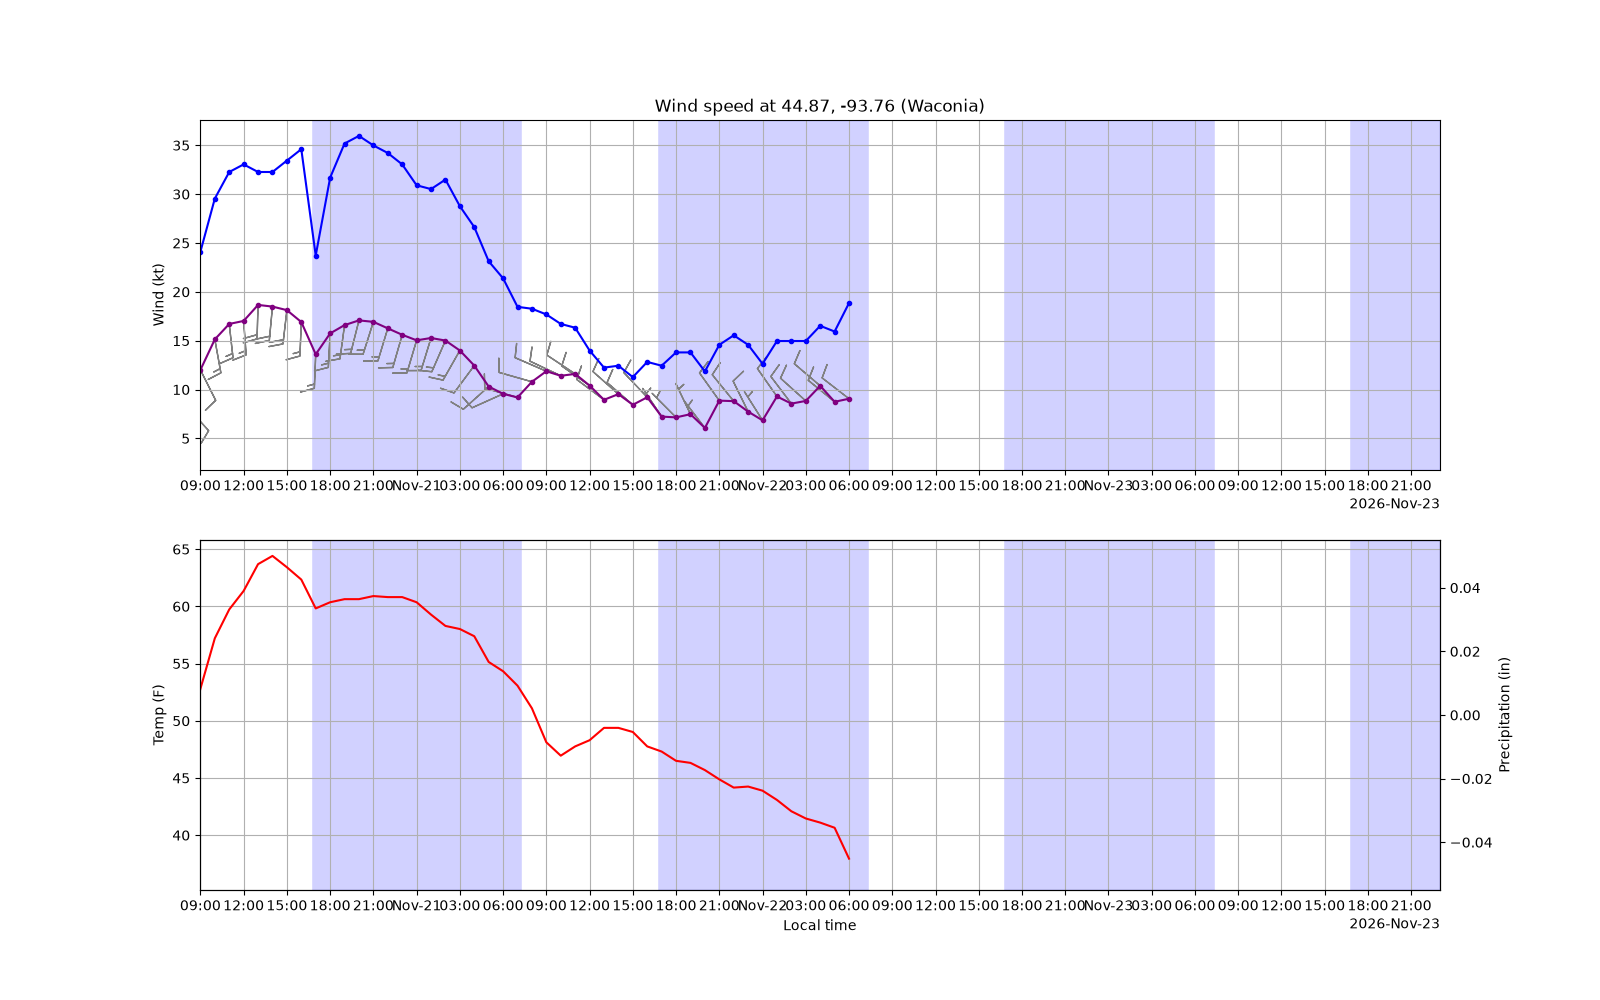 Wind speed at 44.87, -93.76 (Waconia)
35
30
25
20
15
10
5
Wind (kt)
09:00 12:00 15:00 18:00 21:00 Nov-21 03:00 06:00 09:00 12:00 15:00 18:00 21:00 Nov-22 03:00 06:00 09:00 12:00 15:00 18:00 21:00 Nov-23 03:00 06:00 09:00 12:00 15:00 18:00 21:00
2026-Nov-23
65
60
55
50
45
40
Temp (F)
0.04
0.02
0.00
−0.02
−0.04
Precipitation (in)
09:00 12:00 15:00 18:00 21:00 Nov-21 03:00 06:00 09:00 12:00 15:00 18:00 21:00 Nov-22 03:00 06:00 09:00 12:00 15:00 18:00 21:00 Nov-23 03:00 06:00 09:00 12:00 15:00 18:00 21:00
2026-Nov-23
Local time